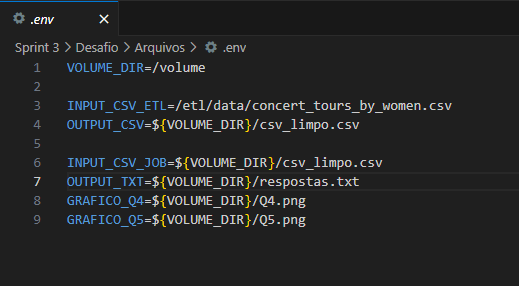 .env
Sprint 3 > Desafio > Arquivos > .env
1 VOLUME_DIR=/volume
2
3 INPUT_CSV_ETL=/etl/data/concert_tours_by_women.csv
4 OUTPUT_CSV=${VOLUME_DIR}/csv_limpo.csv
5
6 INPUT_CSV_JOB=${VOLUME_DIR}/csv_limpo.csv
7 OUTPUT_TXT=${VOLUME_DIR}/respostas.txt
8 GRAFICO_Q4=${VOLUME_DIR}/Q4.png
9 GRAFICO_Q5=${VOLUME_DIR}/Q5.png